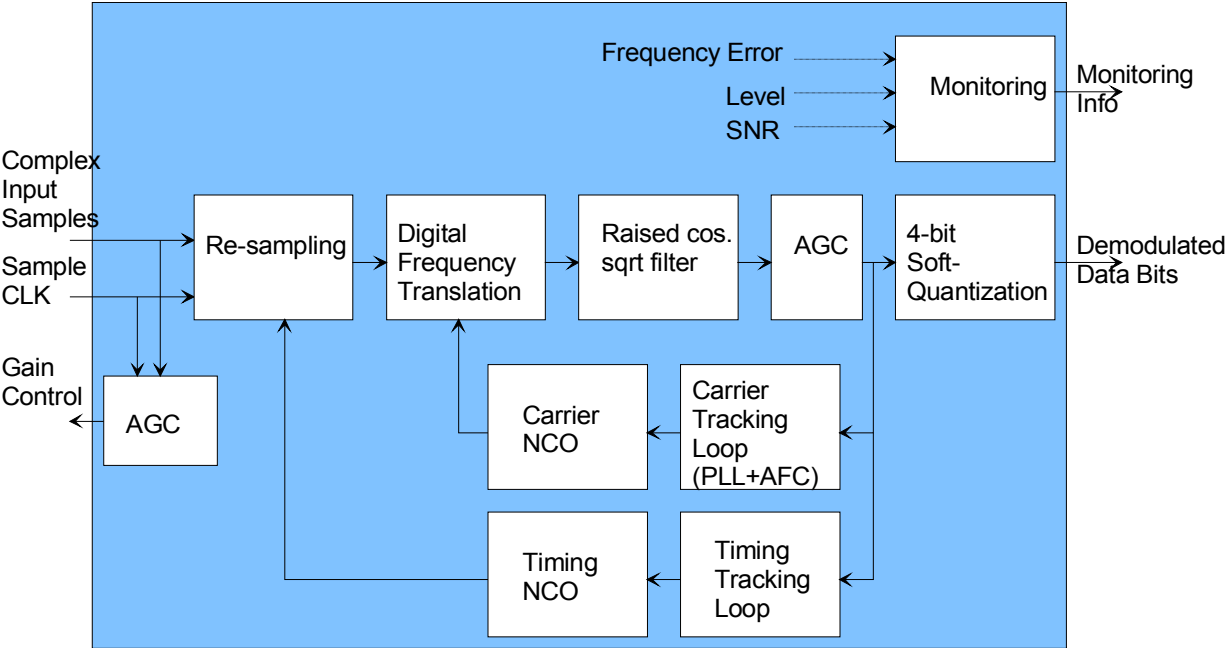 Frequency Error
Level
SNR
Monitoring
Monitoring
Info
Complex
Input
Samples
Sample
CLK
Gain
Control
Re-sampling
Digital
Frequency
Translation
Raised cos.
sqrt filter
AGC
4-bit
Soft-
Quantization
Demodulated
Data Bits
AGC
Carrier
NCO
Carrier
Tracking
Loop
(PLL+AFC)
Timing
NCO
Timing
Tracking
Loop